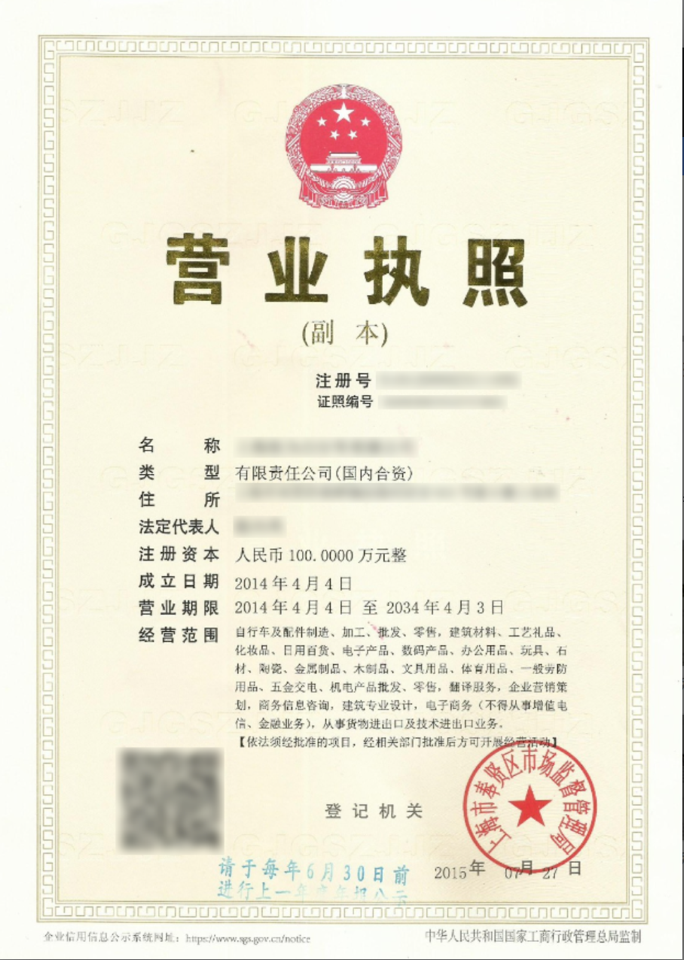 营业执照
(副 本)
注册号
证照编号
名 称
类 型 有限责任公司(国内合资)
住 所
法定代表人
注册资本 人民币100.0000万元整
成立日期 2014年4月4日
营业期限 2014年4月4日 至 2034年4月3日
经营范围 自行车及配件制造、加工、批发、零售,建筑材料、工艺礼品、
化妆品、日用百货、电子产品、数码产品、办公用品、玩具、石
材、陶瓷、金属制品、木制品、文具用品、体育用品、一般劳防
用品、五金交电、机电产品批发、零售,翻译服务,企业营销策
划,商务信息咨询,建筑专业设计,电子商务(不得从事增值电
信、金融业务),从事货物进出口及技术进出口业务。
【依法须经批准的项目,经相关部门批准后方可开展经营活动】
上海市奉贤区市场监督管理局
登记机关
请于每年6月30日前
进行上一年度年报公示
2015年 07月 27日
企业信用信息公示系统网址:https://www.sgs.gov.cn/notice
中华人民共和国国家工商行政管理总局监制